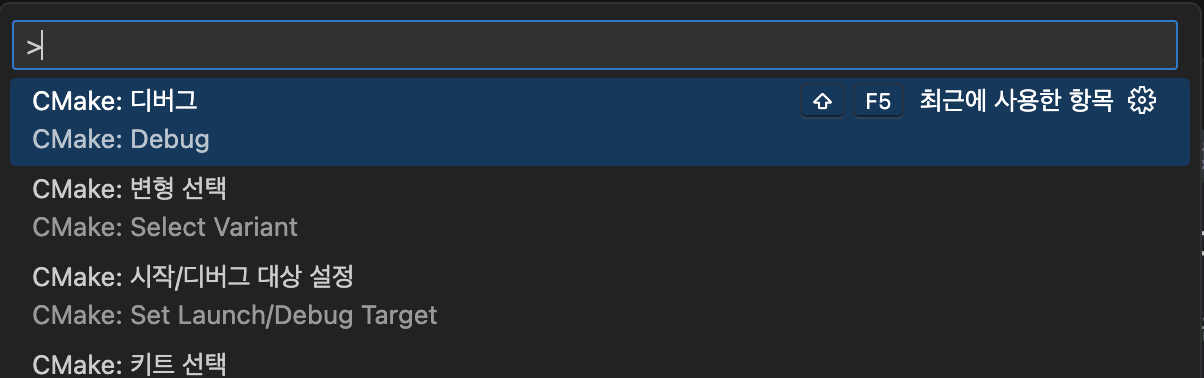 >
CMake: 디버그 ⇧ F5 최근에 사용한 항목
CMake: Debug
CMake: 변형 선택
CMake: Select Variant
CMake: 시작/디버그 대상 설정
CMake: Set Launch/Debug Target
CMake: 키트 선택